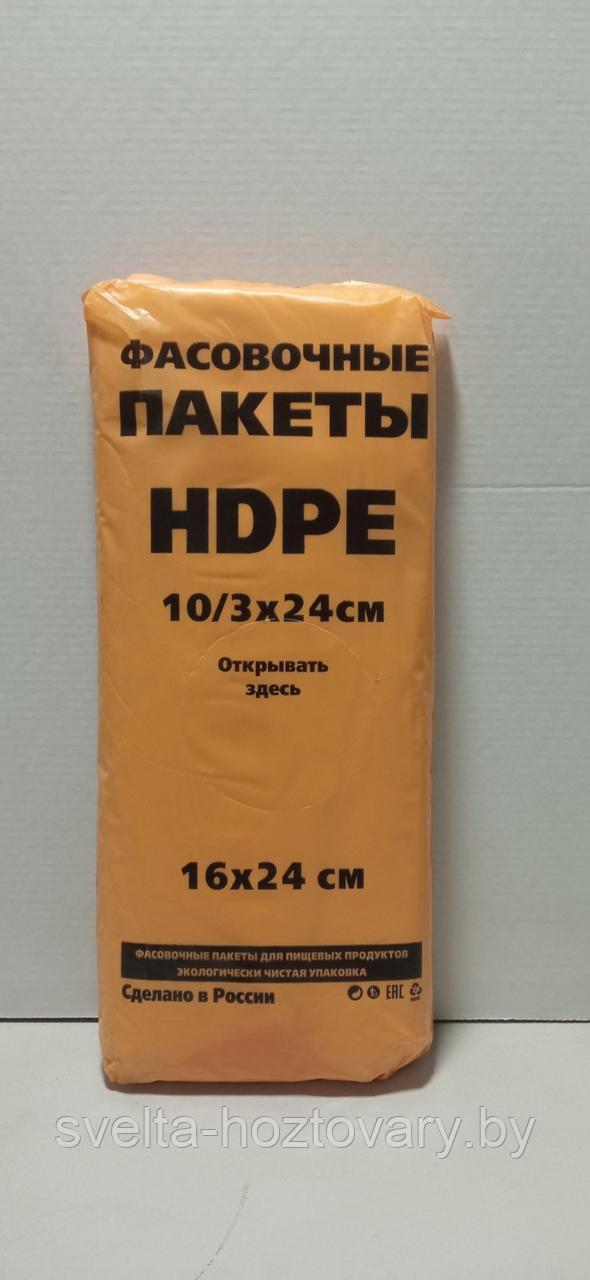 ФАСОВОЧНЫЕ
ПАКЕТЫ
HDPE
10/3х24см
Открывать
здесь
16х24 см
ФАСОВОЧНЫЕ ПАКЕТЫ ДЛЯ ПИЩЕВЫХ ПРОДУКТОВ
ЭКОЛОГИЧЕСКИ ЧИСТАЯ УПАКОВКА
Сделано в России
EAC
svelta-hoztovary.by